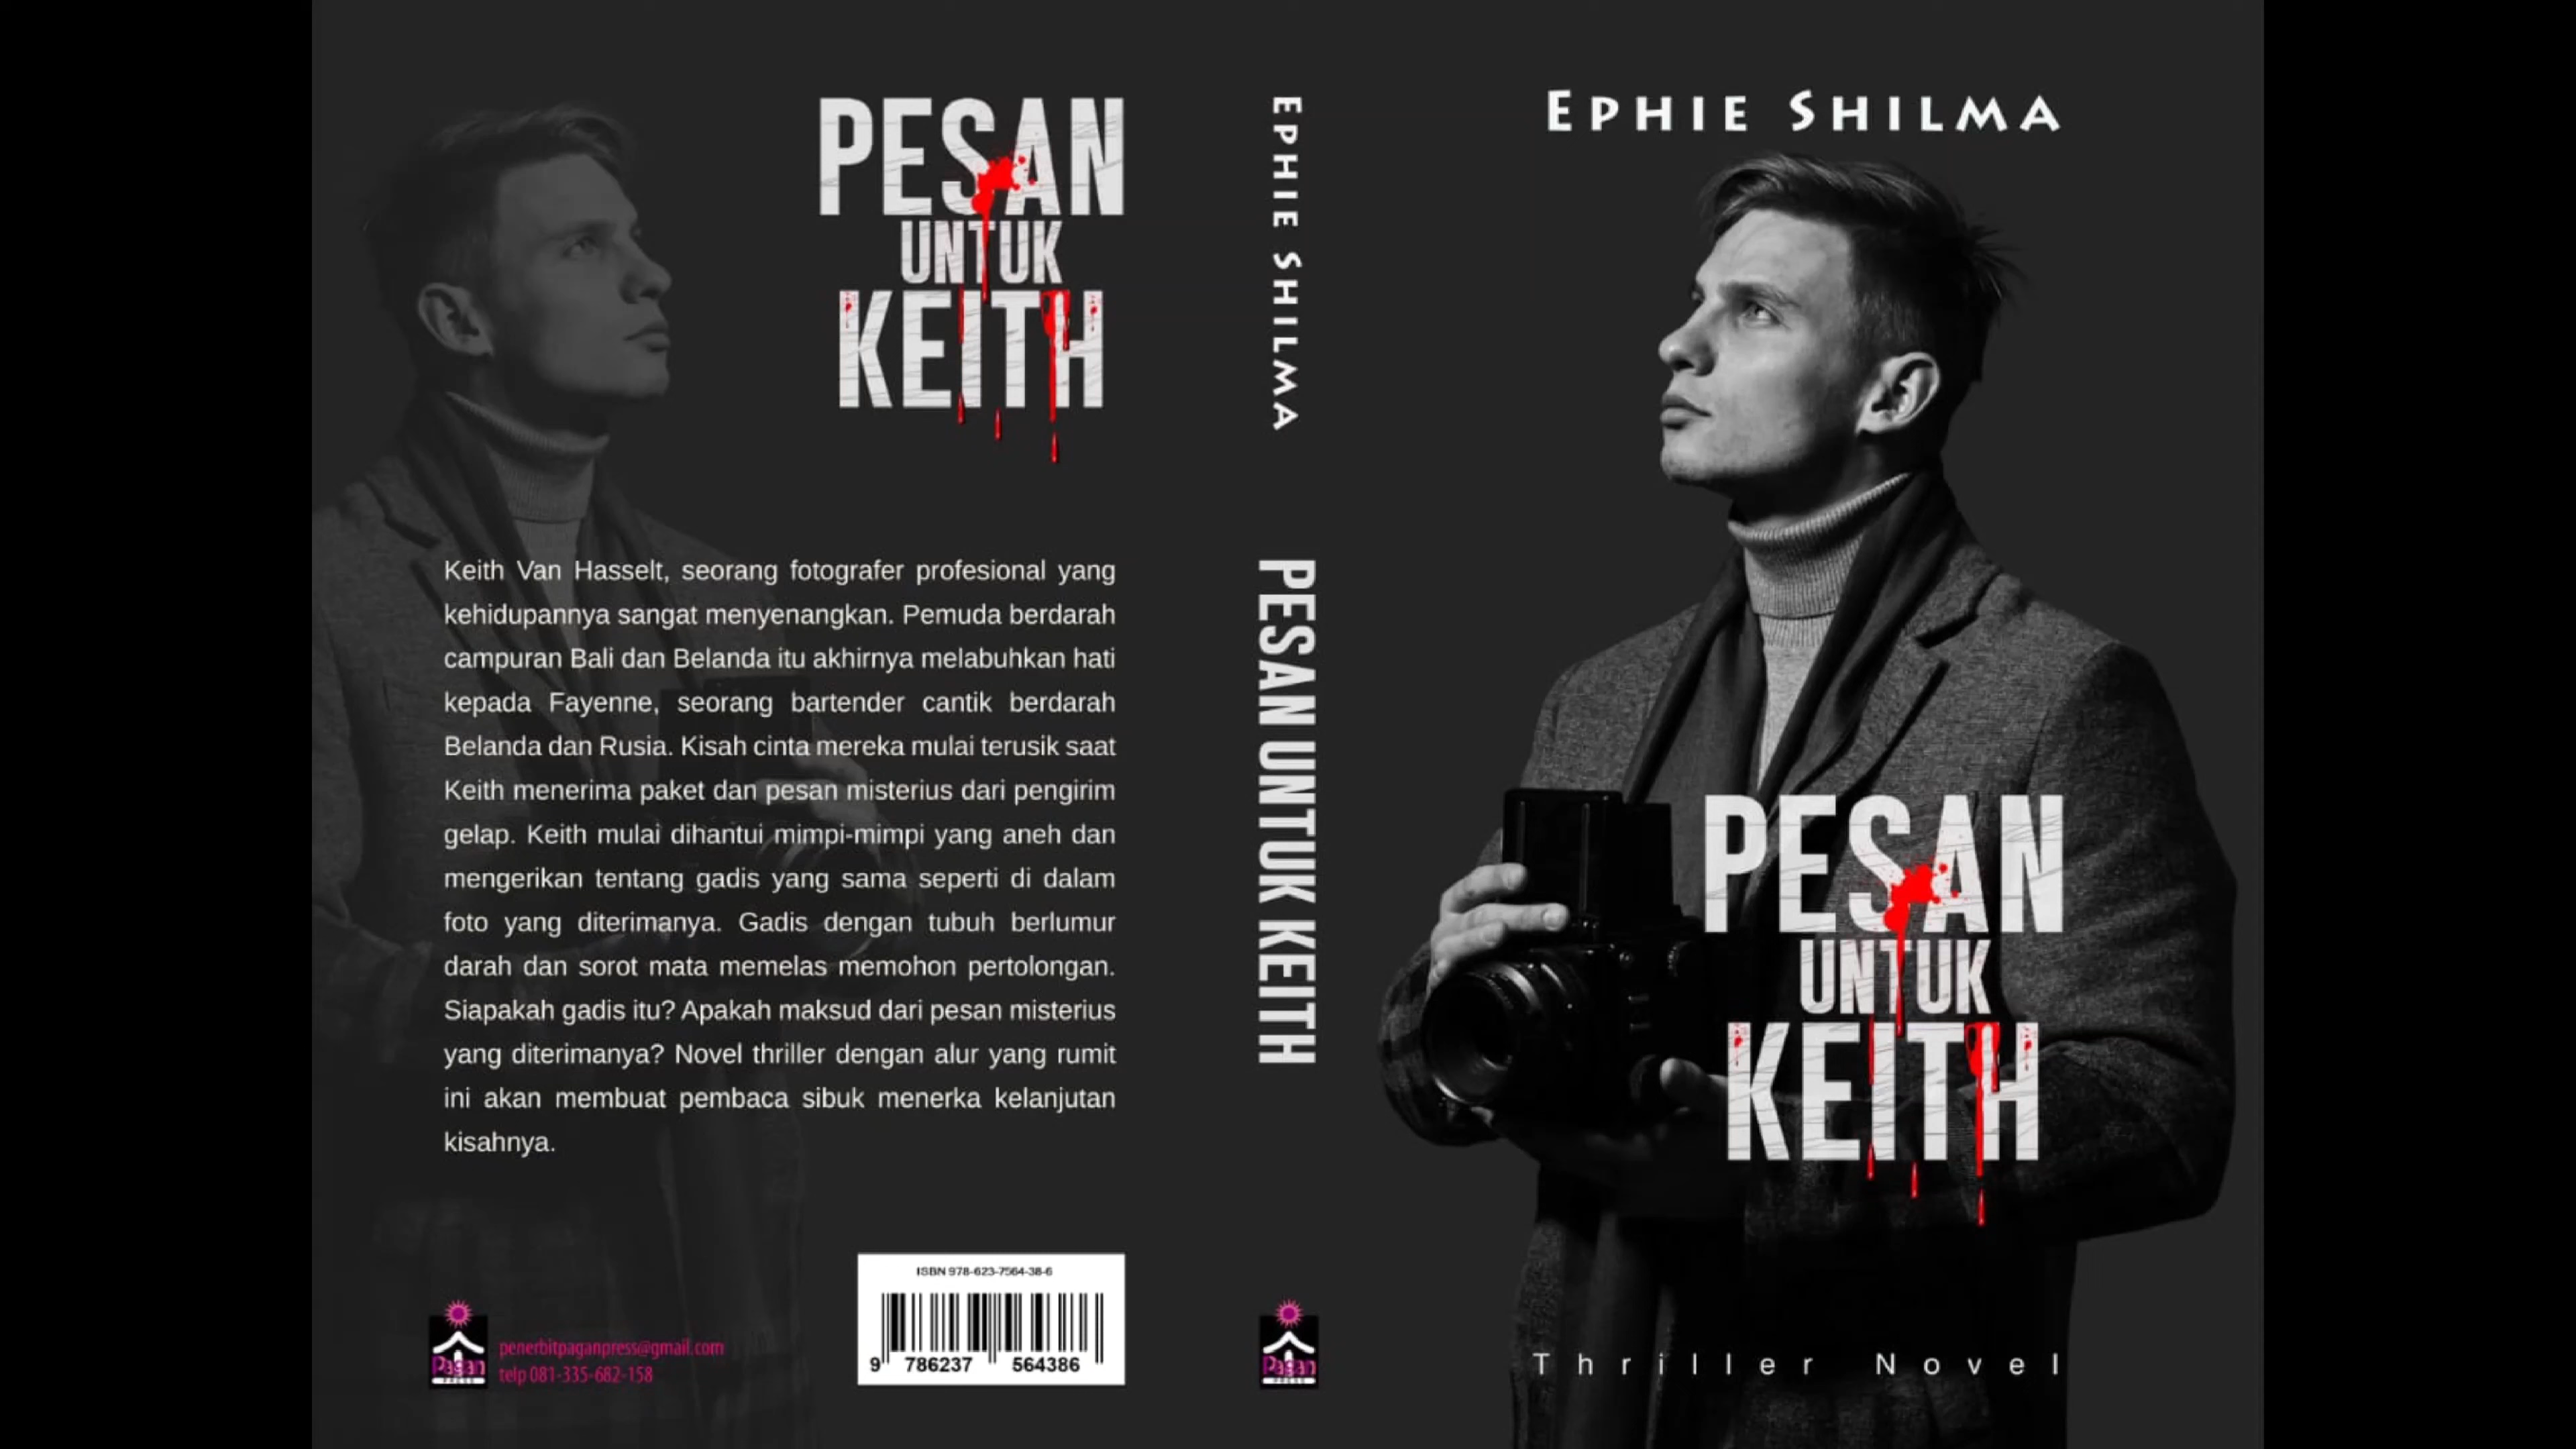 PESAN
UNTUK
KEITH
Keith Van Hasselt, seorang fotografer profesional yang
kehidupannya sangat menyenangkan. Pemuda berdarah
campuran Bali dan Belanda itu akhirnya melabuhkan hati
kepada Fayenne, seorang bartender cantik berdarah
Belanda dan Rusia. Kisah cinta mereka mulai terusik saat
Keith menerima paket dan pesan misterius dari pengirim
gelap. Keith mulai dihantui mimpi-mimpi yang aneh dan
mengerikan tentang gadis yang sama seperti di dalam
foto yang diterimanya. Gadis dengan tubuh berlumur
darah dan sorot mata memelas memohon pertolongan.
Siapakah gadis itu? Apakah maksud dari pesan misterius
yang diterimanya? Novel thriller dengan alur yang rumit
ini akan membuat pembaca sibuk menerka kelanjutan
kisahnya.
Pagan
PRESS
penerbitpaganpress@gmail.com
telp 081-335-682-158
ISBN 978-623-7564-38-6
9 786237 564386
EPHIE SHILMA
PESAN UNTUK KEITH
Pagan
PRESS
EPHIE SHILMA
PESAN
UNTUK
KEITH
Thriller Novel